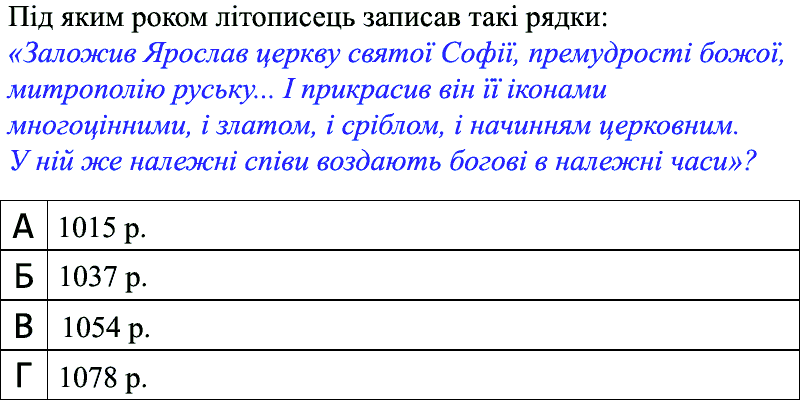 Під яким роком літописець записав такі рядки:
«Заложив Ярослав церкву святої Софії, премудрості божої,
митрополію руську... І прикрасив він її іконами
многоцінними, і златом, і сріблом, і начинням церковним.
У ній же належні співи воздають богові в належні часи»?
А 1015 р.
Б 1037 р.
В 1054 р.
Г 1078 р.